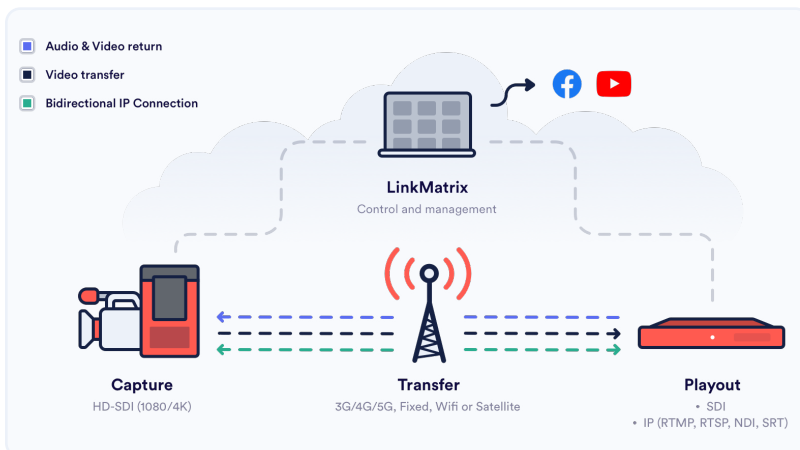 Audio & Video return
Video transfer
Bidirectional IP Connection
LinkMatrix
Control and management
Capture
HD-SDI (1080/4K)
Transfer
3G/4G/5G, Fixed, Wifi or Satellite
Playout
• SDI
• IP (RTMP, RTSP, NDI, SRT)